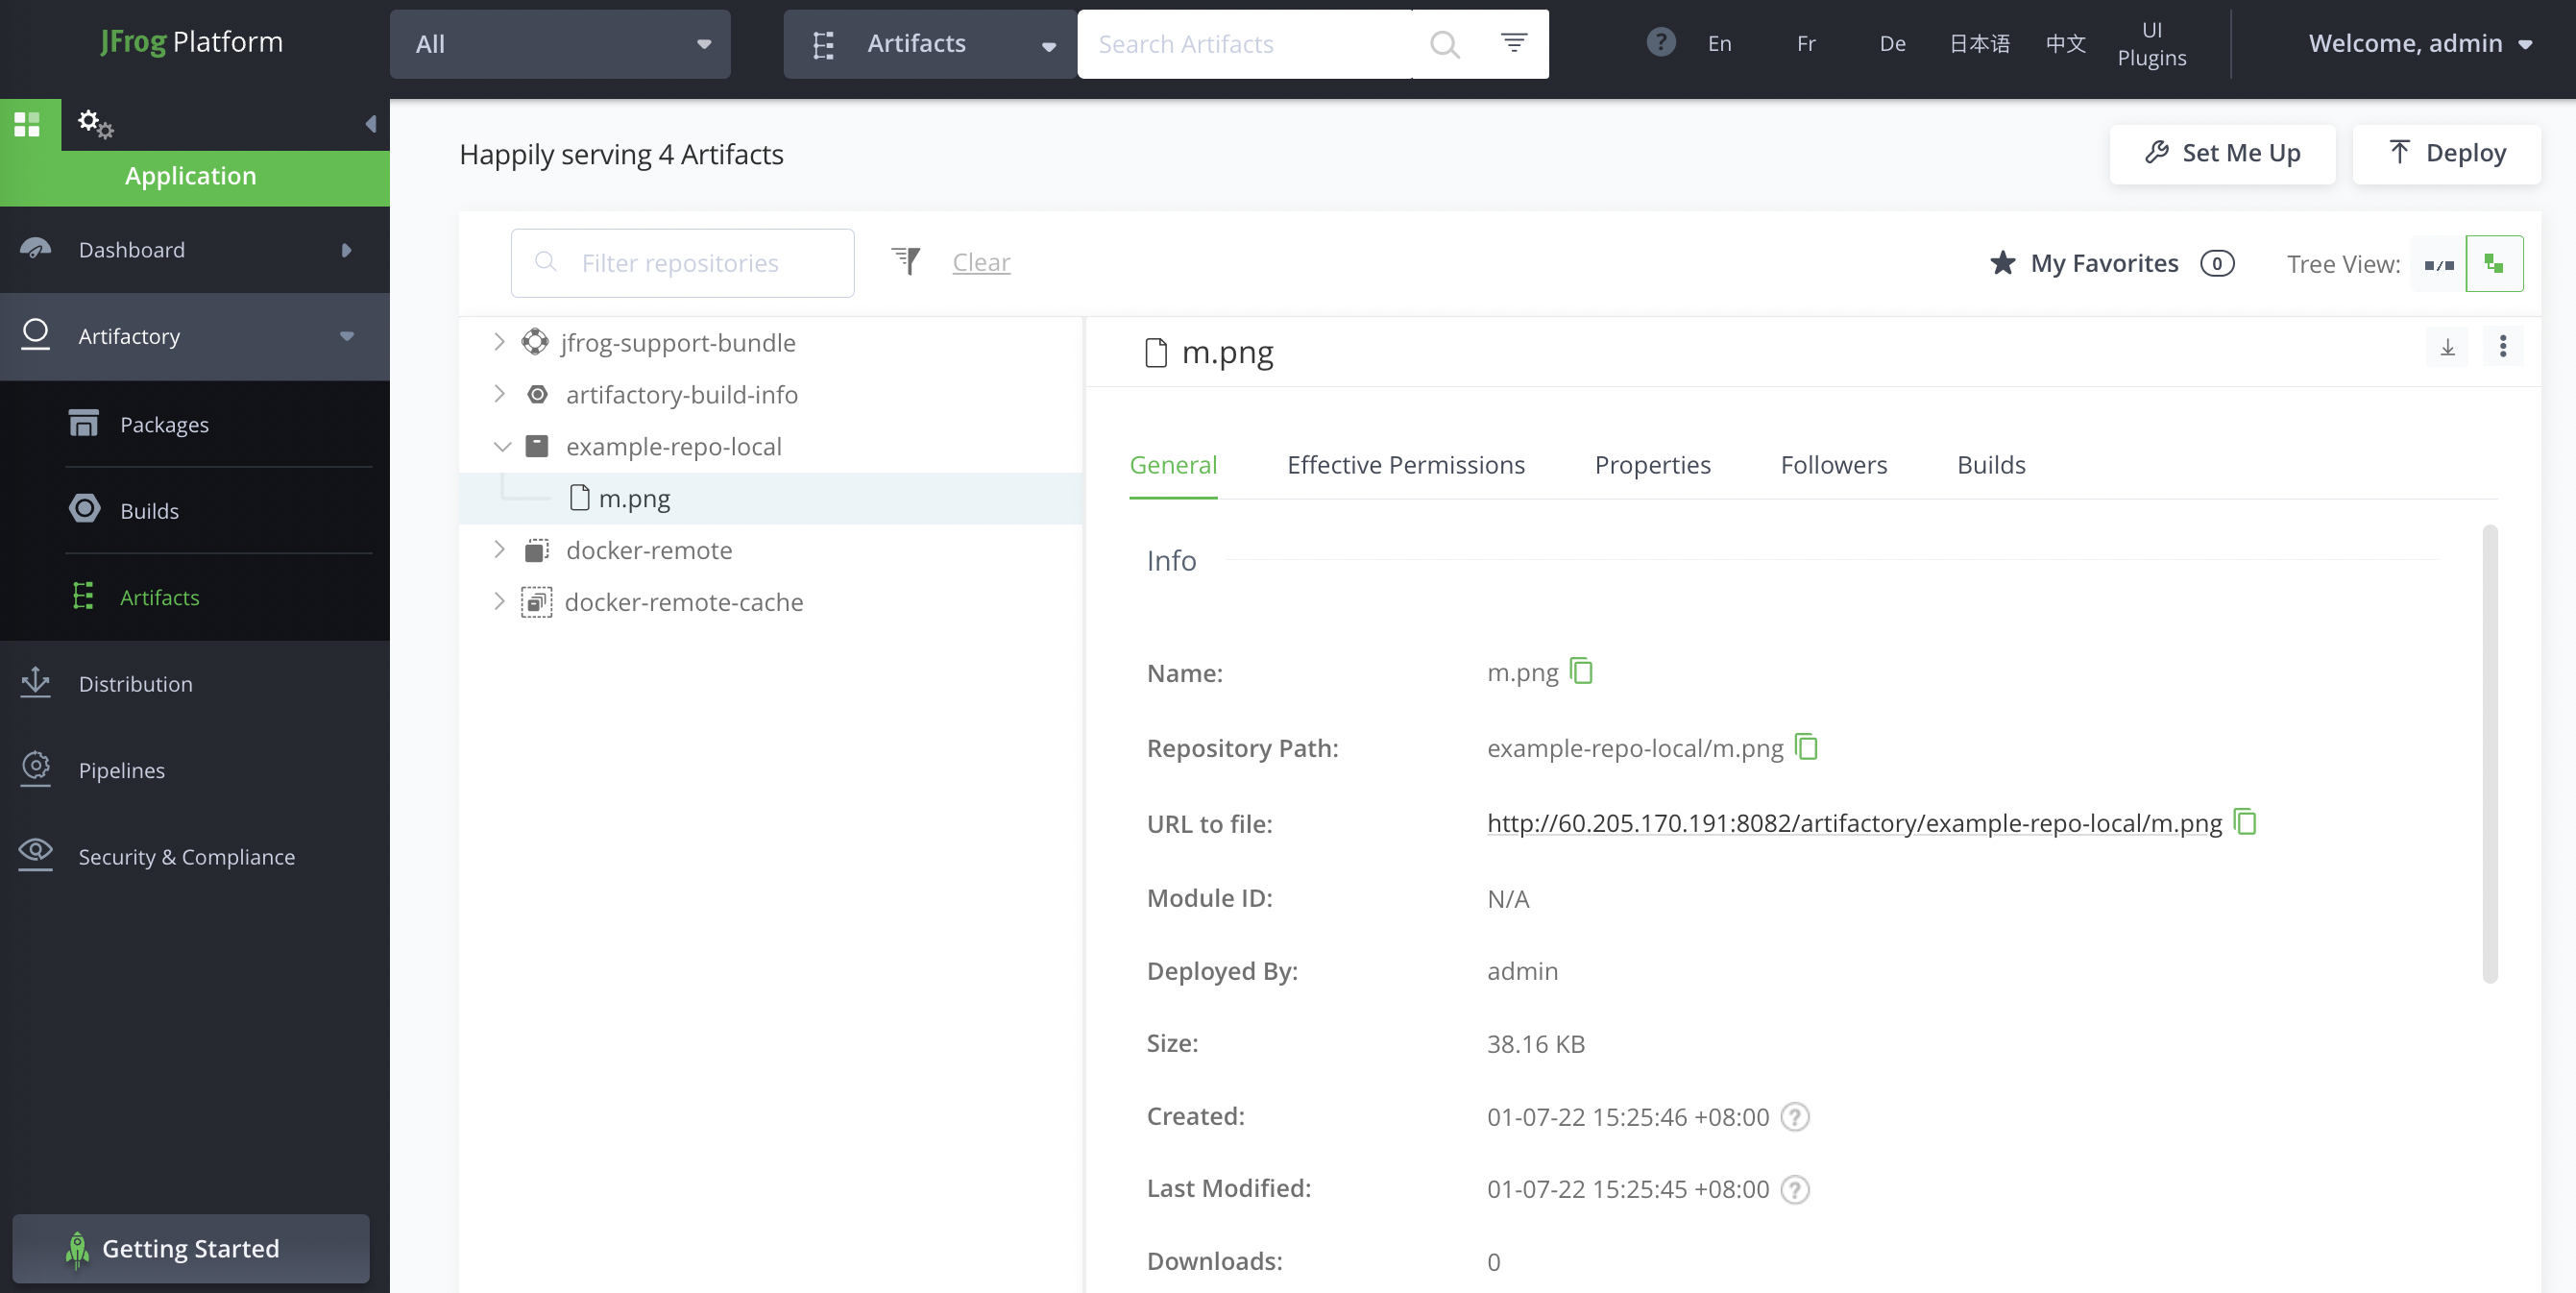 JFrog Platform
All
Artifacts
Search Artifacts
?
En
Fr
De
日本语
中文
UI
Plugins
Welcome, admin
Application
Dashboard
Artifactory
Packages
Builds
Artifacts
Distribution
Pipelines
Security & Compliance
Getting Started
Happily serving 4 Artifacts
Set Me Up
Deploy
Filter repositories
Clear
My Favorites
0
Tree View:
jfrog-support-bundle
artifactory-build-info
example-repo-local
m.png
docker-remote
docker-remote-cache
m.png
General
Effective Permissions
Properties
Followers
Builds
Info
Name: m.png
Repository Path: example-repo-local/m.png
URL to file: http://60.205.170.191:8082/artifactory/example-repo-local/m.png
Module ID: N/A
Deployed By: admin
Size: 38.16 KB
Created: 01-07-22 15:25:46 +08:00 ?
Last Modified: 01-07-22 15:25:45 +08:00 ?
Downloads: 0